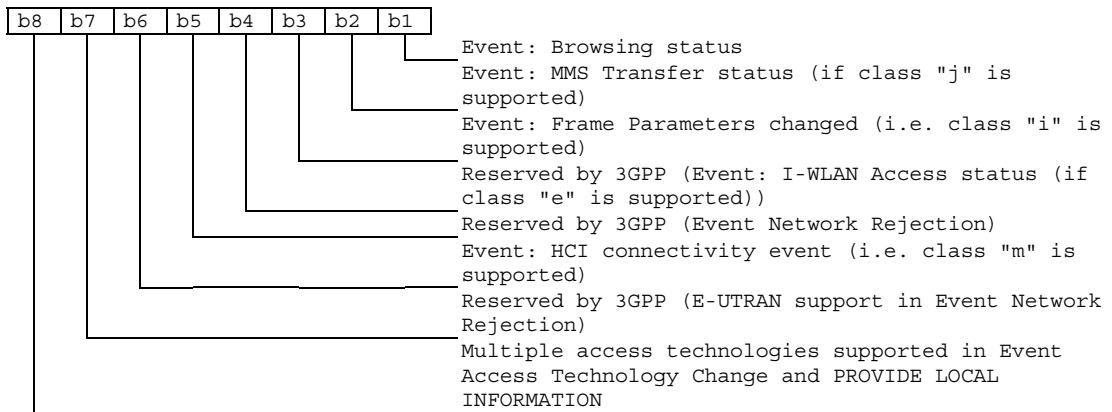 b8 b7 b6 b5 b4 b3 b2 b1
Event: Browsing status
Event: MMS Transfer status (if class "j" is
supported)
Event: Frame Parameters changed (i.e. class "i" is
supported)
Reserved by 3GPP (Event: I-WLAN Access status (if
class "e" is supported))
Reserved by 3GPP (Event Network Rejection)
Event: HCI connectivity event (i.e. class "m" is
supported)
Reserved by 3GPP (E-UTRAN support in Event Network
Rejection)
Multiple access technologies supported in Event
Access Technology Change and PROVIDE LOCAL
INFORMATION